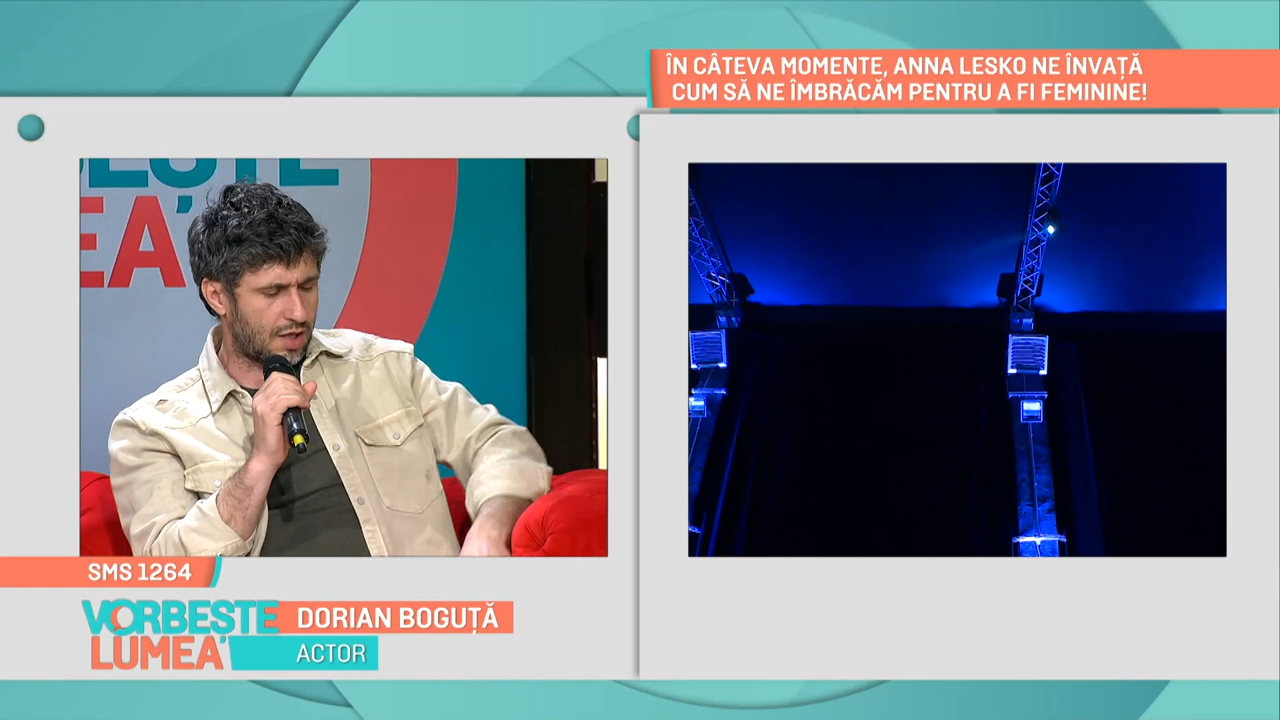 ÎN CÂTEVA MOMENTE, ANNA LESKO NE ÎNVAȚĂ
CUM SĂ NE ÎMBRĂCĂM PENTRU A FI FEMININE!
SMS 1264
VORBEȘTE
LUMEA
DORIAN BOGUȚĂ
ACTOR